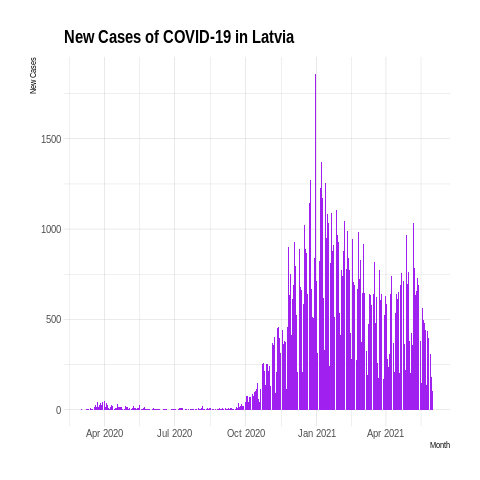 New Cases of COVID-19 in Latvia
New Cases
1500
1000
500
0
Apr 2020 Jul 2020 Oct 2020 Jan 2021 Apr 2021
Month